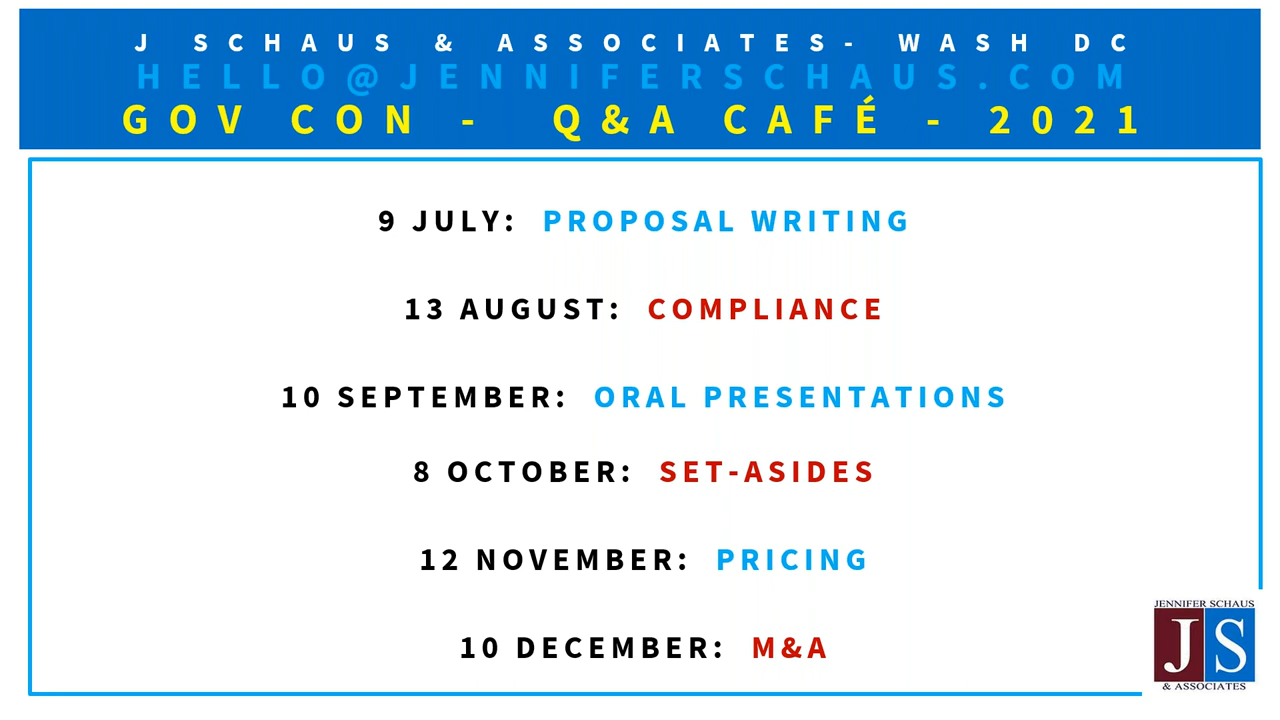 J SCHAUS & ASSOCIATES- WASH DC
HELLO@JENNIFERSCHAUS.COM
GOV CON - Q&A CAFÉ - 2021
9 JULY: PROPOSAL WRITING
13 AUGUST: COMPLIANCE
10 SEPTEMBER: ORAL PRESENTATIONS
8 OCTOBER: SET-ASIDES
12 NOVEMBER: PRICING
10 DECEMBER: M&A
JENNIFER SCHAUS
JS
& ASSOCIATES